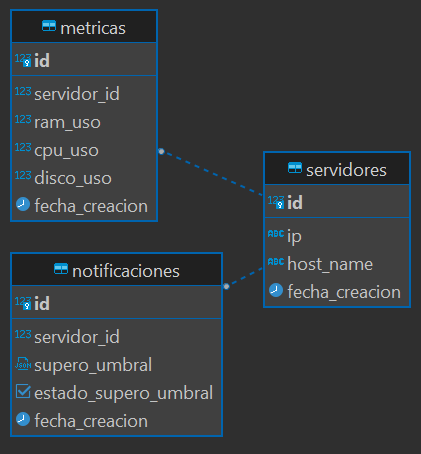 metricas
123 id
123 servidor_id
123 ram_uso
123 cpu_uso
123 disco_uso
fecha_creacion
servidores
123 id
ABC ip
ABC host_name
fecha_creacion
notificaciones
123 id
123 servidor_id
JSON supero_umbral
estado_supero_umbral
fecha_creacion